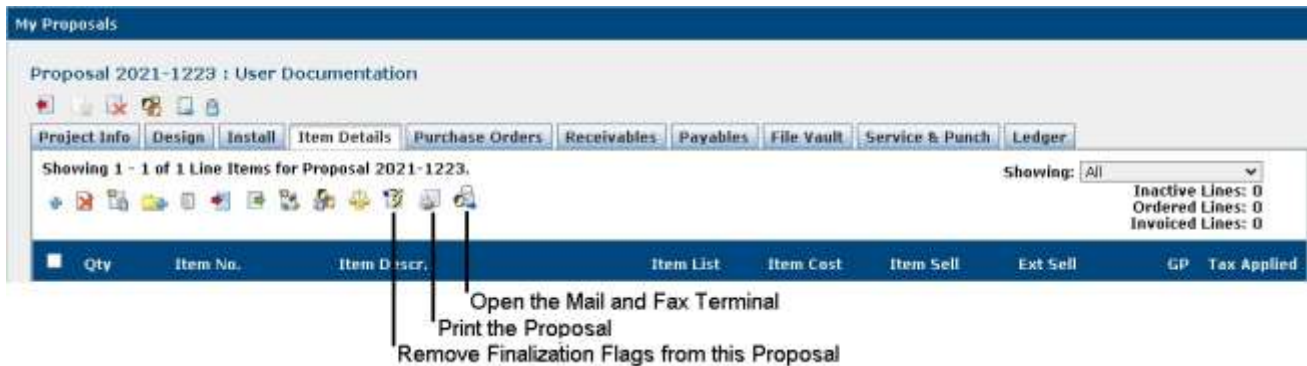 My Proposals
Proposal 2021-1223 : User Documentation
Project Info Design Install Item Details Purchase Orders Receivables Payables File Vault Service & Punch Ledger
Showing 1 - 1 of 1 Line Items for Proposal 2021-1223.
Showing: All
Inactive Lines: 0
Ordered Lines: 0
Invoiced Lines: 0
Qty Item No. Item Descr. Item List Item Cost Item Sell Ext Sell GP Tax Applied
Open the Mail and Fax Terminal
Print the Proposal
Remove Finalization Flags from this Proposal